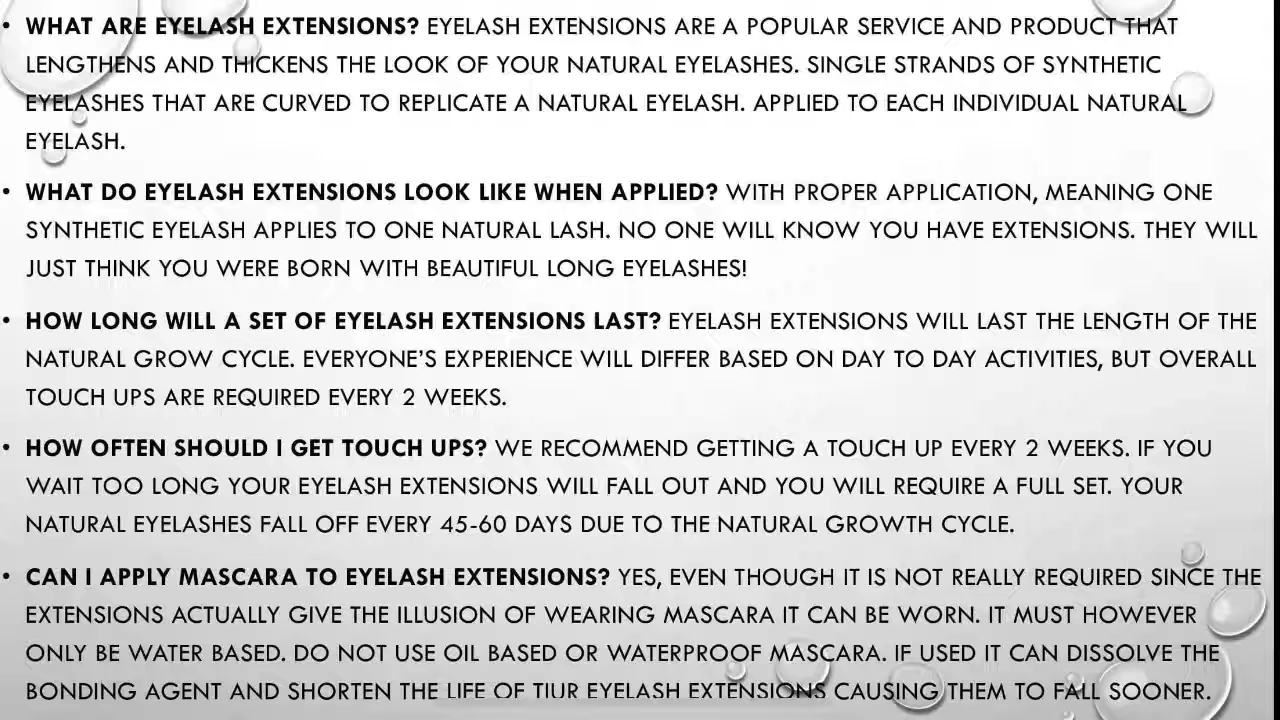 • WHAT ARE EYELASH EXTENSIONS? EYELASH EXTENSIONS ARE A POPULAR SERVICE AND PRODUCT THAT
LENGTHENS AND THICKENS THE LOOK OF YOUR NATURAL EYELASHES. SINGLE STRANDS OF SYNTHETIC
EYELASHES THAT ARE CURVED TO REPLICATE A NATURAL EYELASH. APPLIED TO EACH INDIVIDUAL NATURAL
EYELASH.
• WHAT DO EYELASH EXTENSIONS LOOK LIKE WHEN APPLIED? WITH PROPER APPLICATION, MEANING ONE
SYNTHETIC EYELASH APPLIES TO ONE NATURAL LASH. NO ONE WILL KNOW YOU HAVE EXTENSIONS. THEY WILL
JUST THINK YOU WERE BORN WITH BEAUTIFUL LONG EYELASHES!
• HOW LONG WILL A SET OF EYELASH EXTENSIONS LAST? EYELASH EXTENSIONS WILL LAST THE LENGTH OF THE
NATURAL GROW CYCLE. EVERYONE'S EXPERIENCE WILL DIFFER BASED ON DAY TO DAY ACTIVITIES, BUT OVERALL
TOUCH UPS ARE REQUIRED EVERY 2 WEEKS.
• HOW OFTEN SHOULD I GET TOUCH UPS? WE RECOMMEND GETTING A TOUCH UP EVERY 2 WEEKS. IF YOU
WAIT TOO LONG YOUR EYELASH EXTENSIONS WILL FALL OUT AND YOU WILL REQUIRE A FULL SET. YOUR
NATURAL EYELASHES FALL OFF EVERY 45-60 DAYS DUE TO THE NATURAL GROWTH CYCLE.
• CAN I APPLY MASCARA TO EYELASH EXTENSIONS? YES, EVEN THOUGH IT IS NOT REALLY REQUIRED SINCE THE
EXTENSIONS ACTUALLY GIVE THE ILLUSION OF WEARING MASCARA IT CAN BE WORN. IT MUST HOWEVER
ONLY BE WATER BASED. DO NOT USE OIL BASED OR WATERPROOF MASCARA. IF USED IT CAN DISSOLVE THE
BONDING AGENT AND SHORTEN THE LIFE OF TIUR EYELASH EXTENSIONS CAUSING THEM TO FALL SOONER.